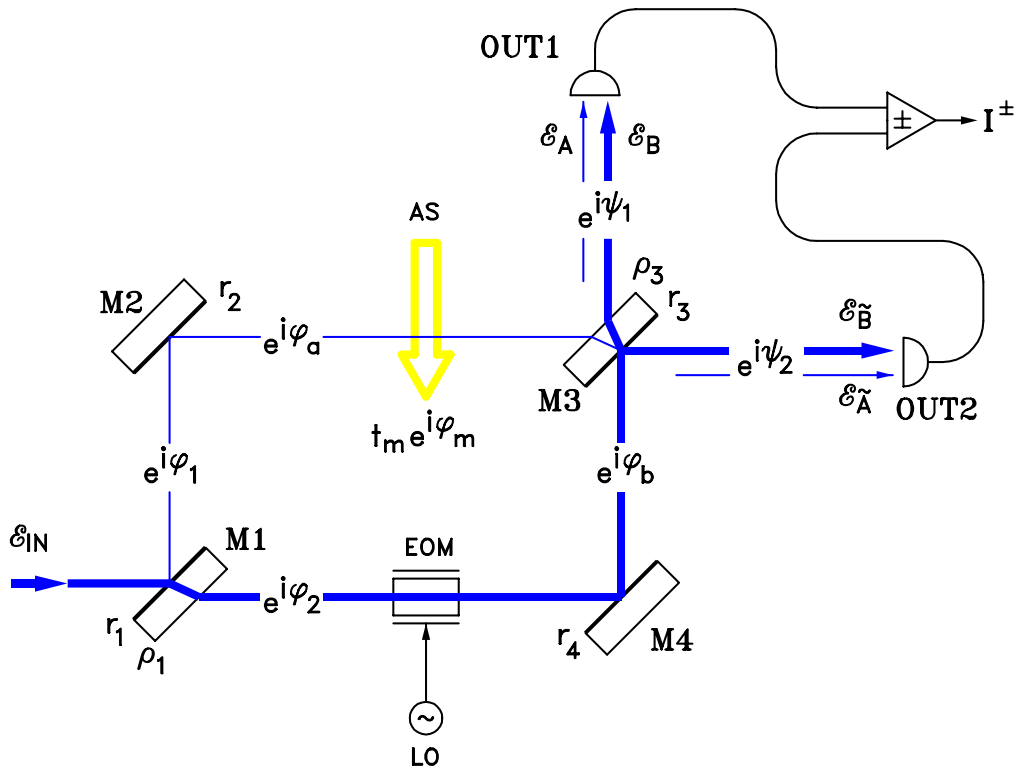 OUT1
I ±
±
ℰA ℰB
e^iψ1
AS
ρ3
r3
M2 r2
e^iφa
ℰB̃
e^iψ2
ℰÃ
M3 OUT2
tm e^iφm
e^iφ1 e^iφb
ℰIN
M1 EOM
e^iφ2
r1
ρ1
r4 M4
~
LO